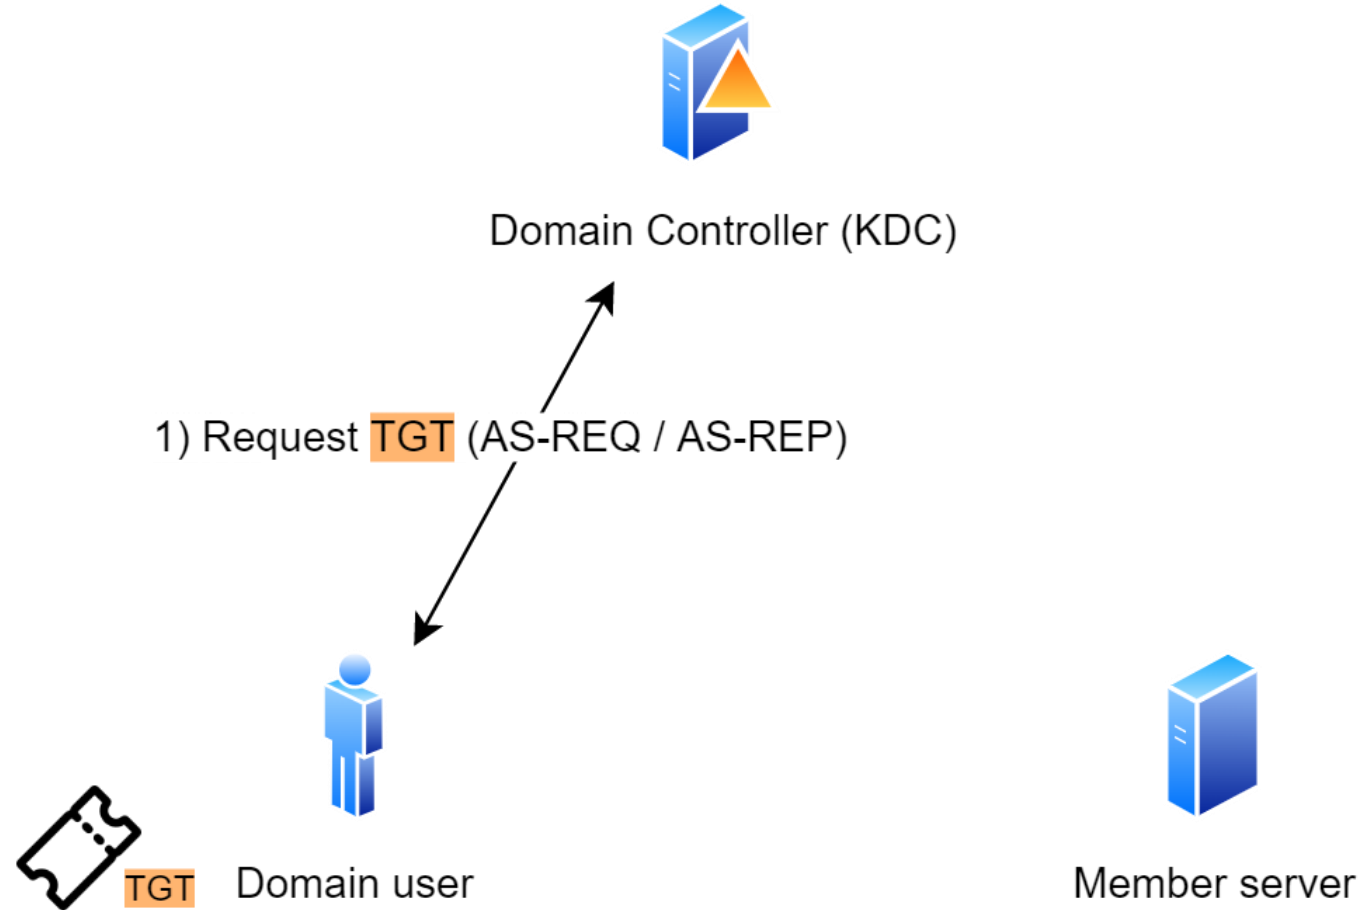 Domain Controller (KDC)
1) Request TGT (AS-REQ / AS-REP)
TGT
Domain user
Member server